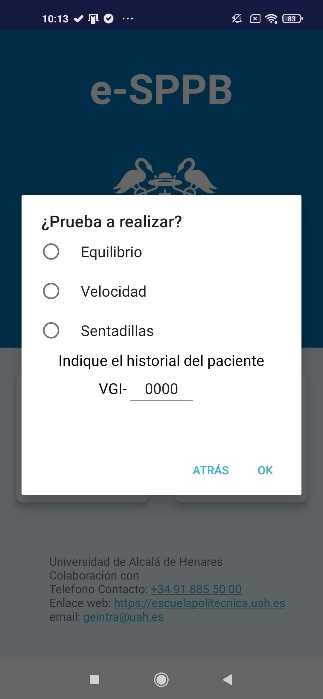 10:13
83
e-SPPB
¿Prueba a realizar?
Equilibrio
Velocidad
Sentadillas
Indique el historial del paciente
VGI- 0000
ATRÁS OK
Universidad de Alcalá de Henares
Colaboración con
Telefono Contacto: +34 91 885 50 00
Enlace web: https://escuelapolitecnica.uah.es
email: geintra@uah.es